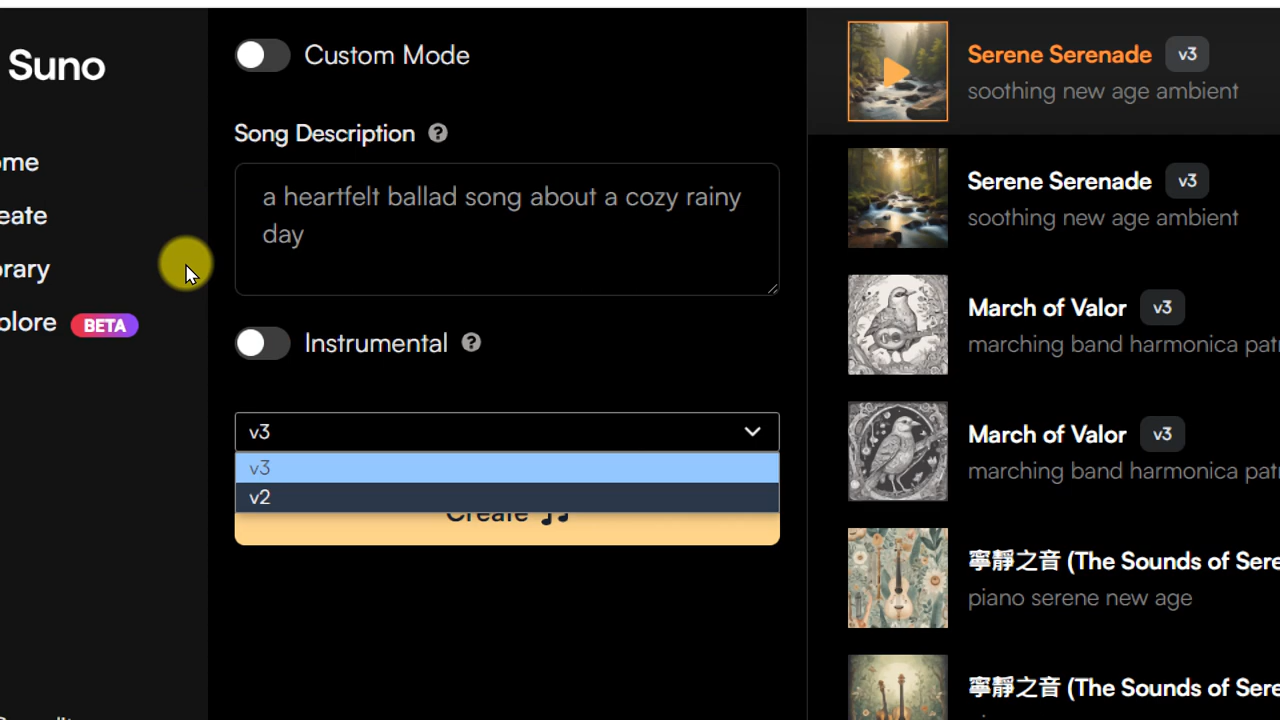 Suno
ome
eate
brary
plore BETA
Custom Mode
Song Description ?
a heartfelt ballad song about a cozy rainy
day
Instrumental ?
v3
v3
v2
Create
Serene Serenade v3
soothing new age ambient
Serene Serenade v3
soothing new age ambient
March of Valor v3
marching band harmonica patr
March of Valor v3
marching band harmonica patr
寧靜之音 (The Sounds of Sere
piano serene new age
寧靜之音 (The Sounds of Sere